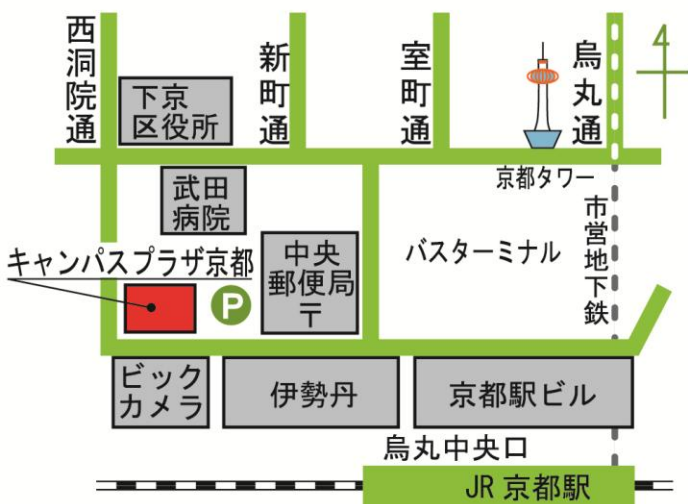 西洞院通
新町通
室町通
烏丸通
4
下京
区役所
京都タワー
武田
病院
市営地下鉄
キャンパスプラザ京都
P
中央
郵便局
〒
バスターミナル
ビック
カメラ
伊勢丹
京都駅ビル
烏丸中央口
JR 京都駅